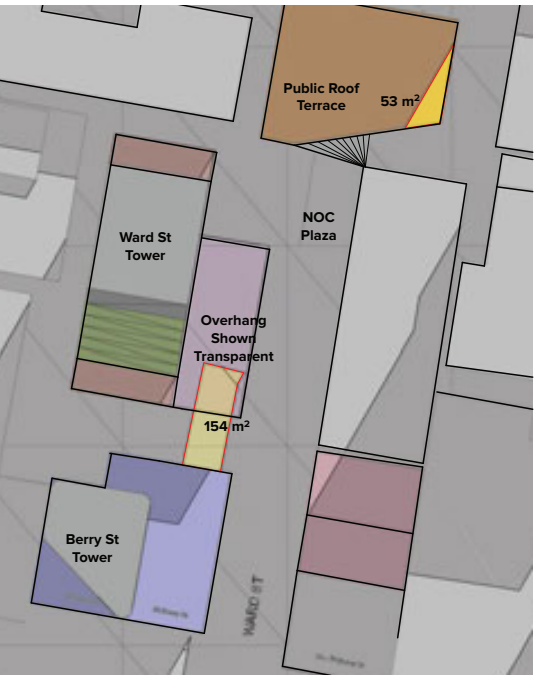 Public Roof
Terrace
53 m²
NOC
Plaza
Ward St
Tower
Overhang
Shown
Transparent
154 m²
Berry St
Tower
WARD ST